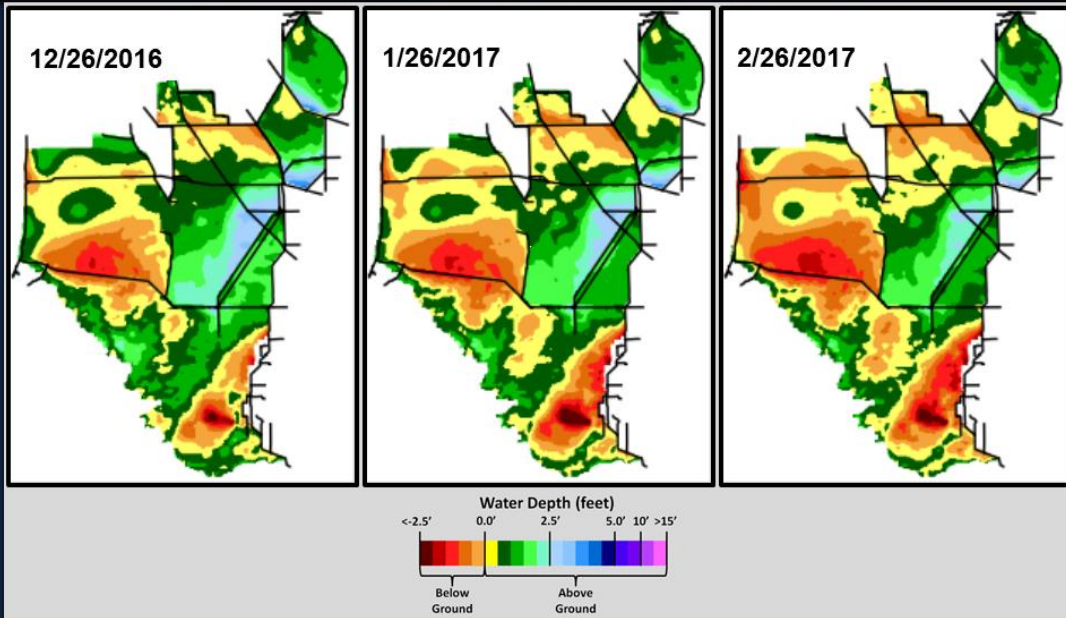 12/26/2016
1/26/2017
2/26/2017
Water Depth (feet)
<-2.5' 0.0' 2.5' 5.0' 10' >15'
Below Above
Ground Ground